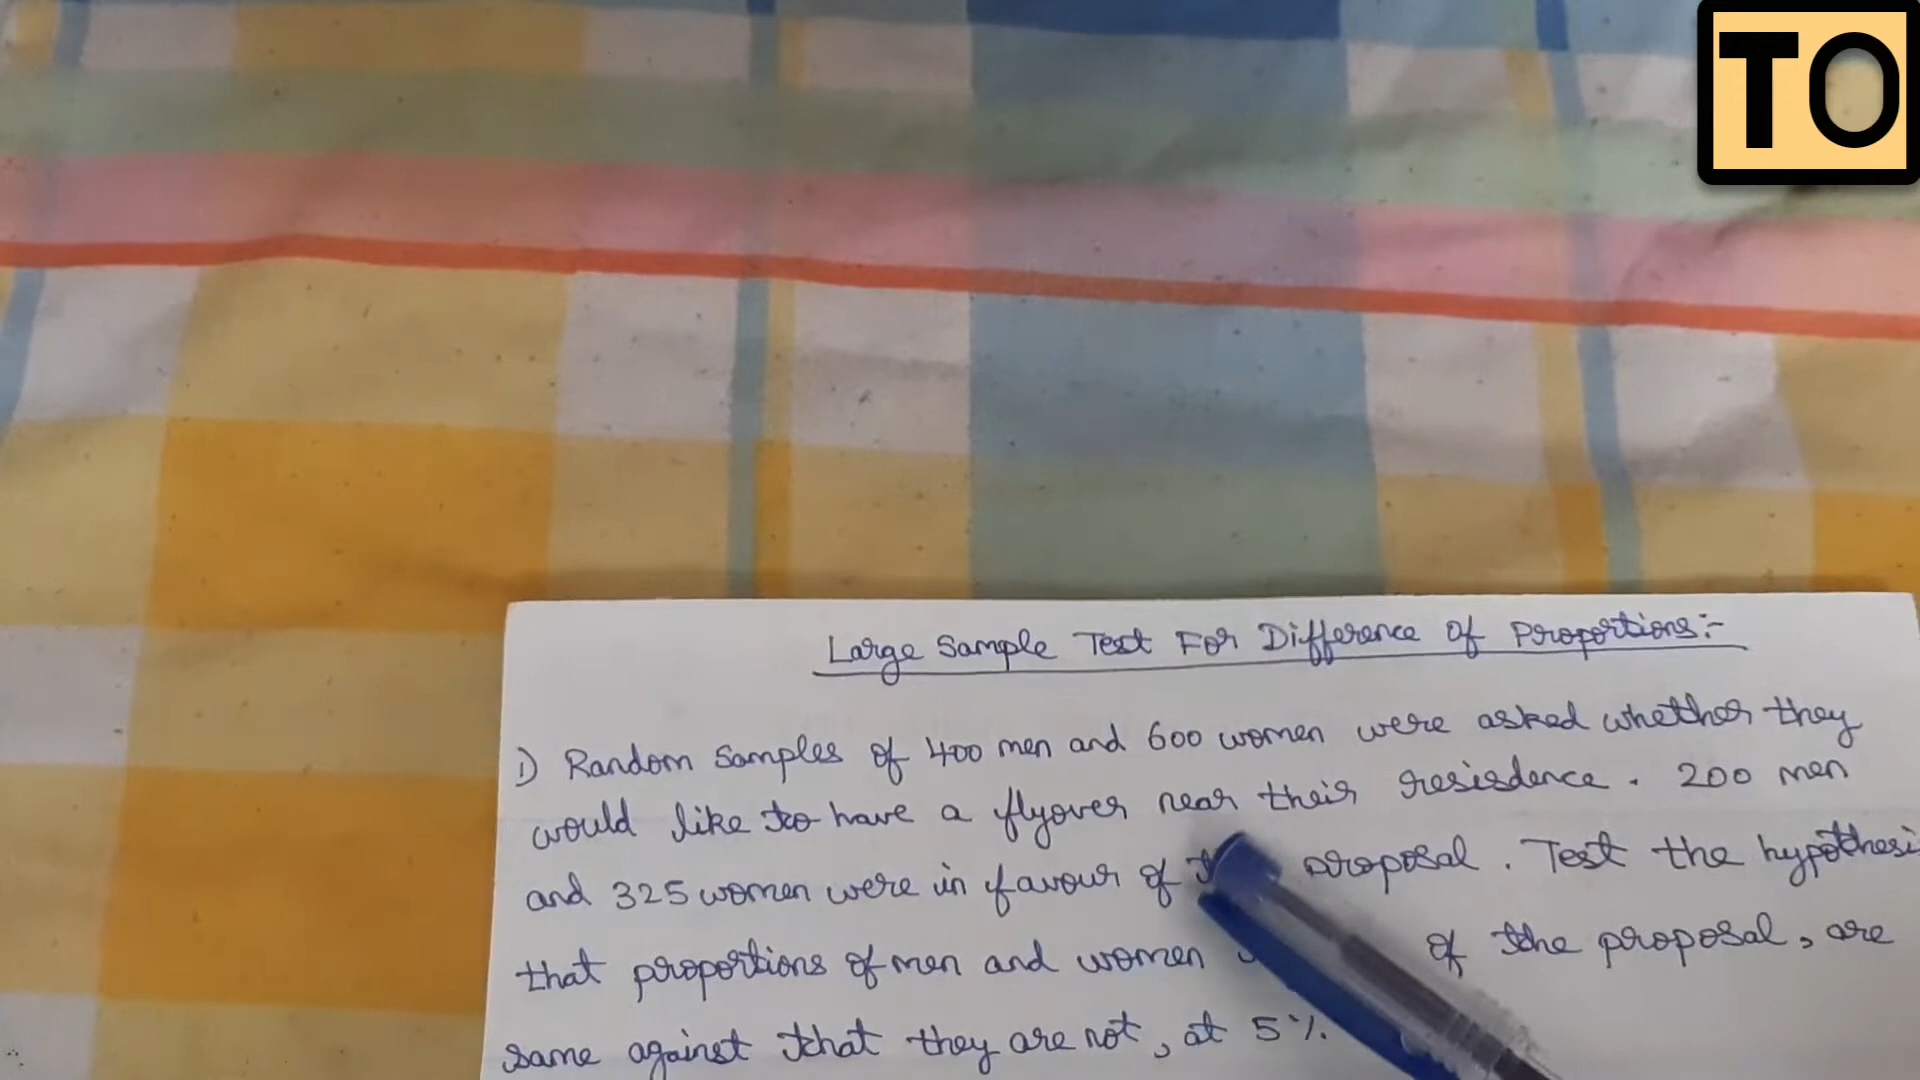 TO
Large Sample Test For Difference Of Proportions:-
1) Random Samples of 400 men and 600 women were asked whether they
would like to have a flyover near their resisdence. 200 men
and 325 women were in favour of proposal. Test the hypothesi
that proportions of men and women of the proposal, are
same against that they are not, at 5%.